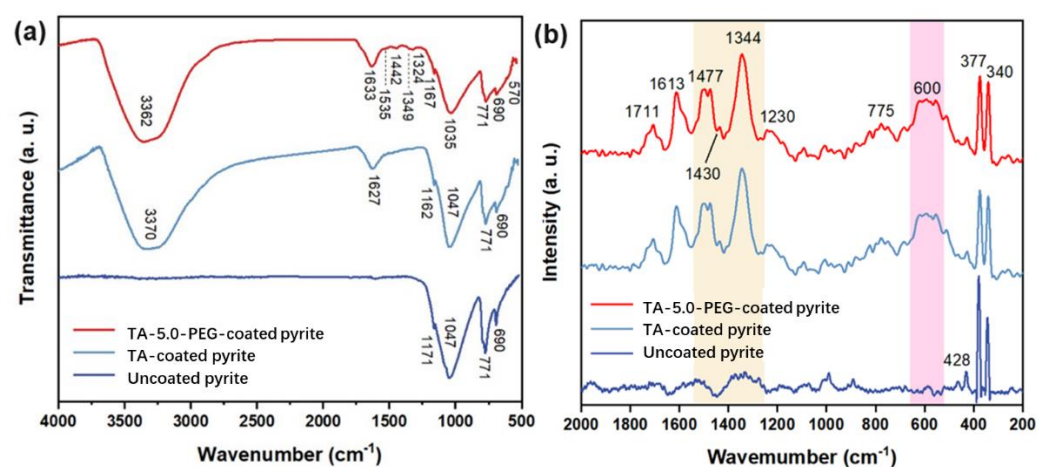 (a)
Transmittance (a. u.)
3362
1633
1535
1442
1349
1324
1167
1035
771
690
570
3370
1627
1162
1047
771
690
1171
1047
771
690
TA-5.0-PEG-coated pyrite
TA-coated pyrite
Uncoated pyrite
4000 3500 3000 2500 2000 1500 1000 500
Wavenumber (cm-1)
(b)
Intensity (a. u.)
1711
1613
1477
1430
1344
1230
775
600
377
340
428
TA-5.0-PEG-coated pyrite
TA-coated pyrite
Uncoated pyrite
2000 1800 1600 1400 1200 1000 800 600 400 200
Wavemumber (cm-1)